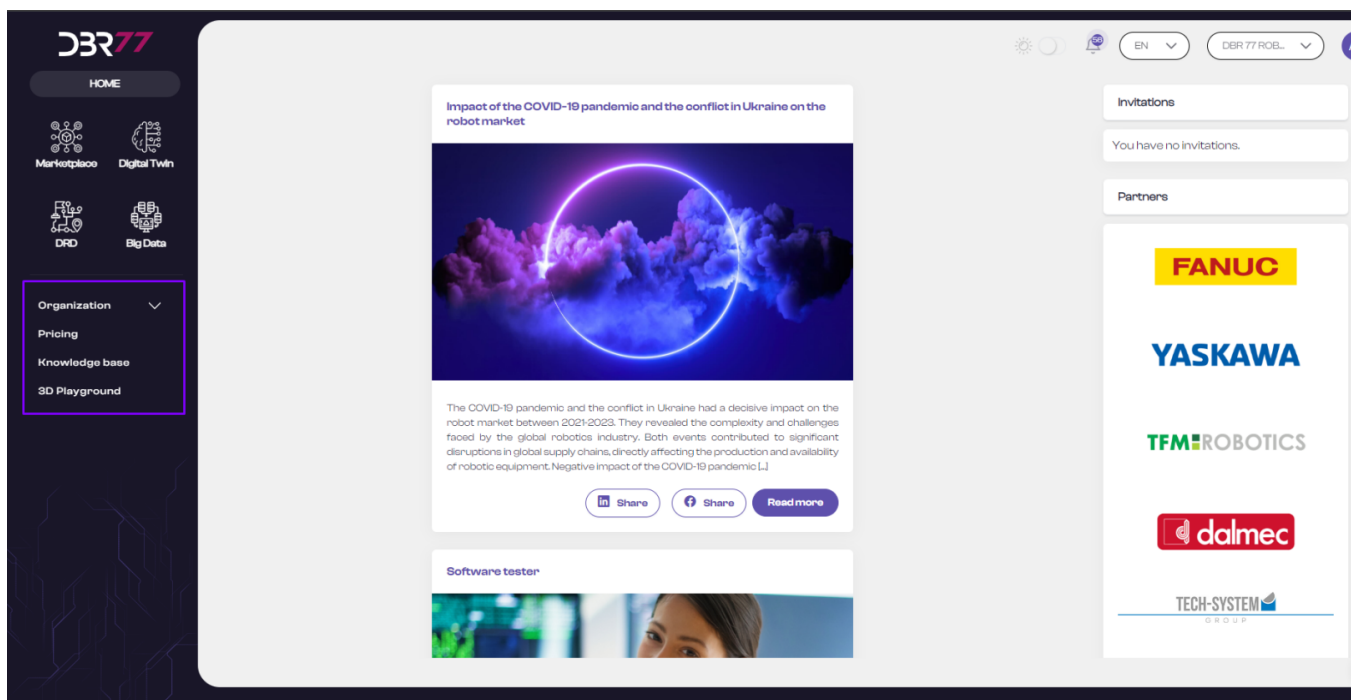 DBR77
HOME
Marketplace
Digital Twin
DRD
Big Data
Organization
Pricing
Knowledge base
3D Playground
56
EN
DBR 77 ROB...
Impact of the COVID-19 pandemic and the conflict in Ukraine on the
robot market
The COVID-19 pandemic and the conflict in Ukraine had a decisive impact on the
robot market between 2021-2023. They revealed the complexity and challenges
faced by the global robotics industry. Both events contributed to significant
disruptions in global supply chains, directly affecting the production and availability
of robotic equipment. Negative impact of the COVID-19 pandemic [...]
Share
Share
Read more
Software tester
Invitations
You have no invitations.
Partners
FANUC
YASKAWA
TFM ROBOTICS
dalmec
TECH-SYSTEM
GROUP